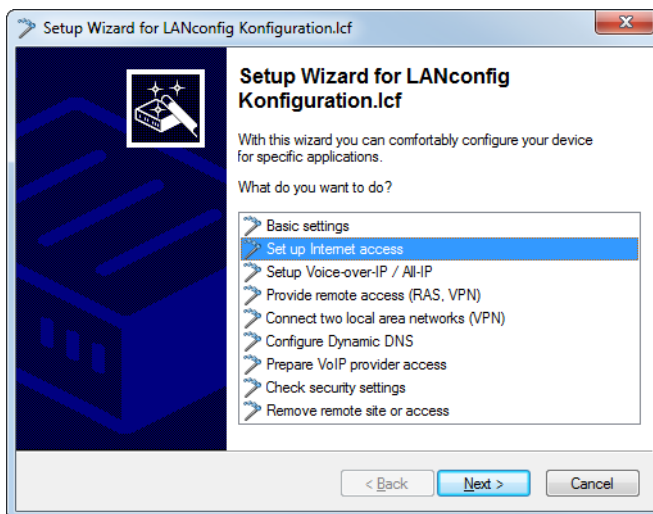 Setup Wizard for LANconfig Konfiguration.lcf
Setup Wizard for LANconfig
Konfiguration.lcf
With this wizard you can comfortably configure your device
for specific applications.
What do you want to do?
Basic settings
Set up Internet access
Setup Voice-over-IP / All-IP
Provide remote access (RAS, VPN)
Connect two local area networks (VPN)
Configure Dynamic DNS
Prepare VoIP provider access
Check security settings
Remove remote site or access
< Back
Next >
Cancel